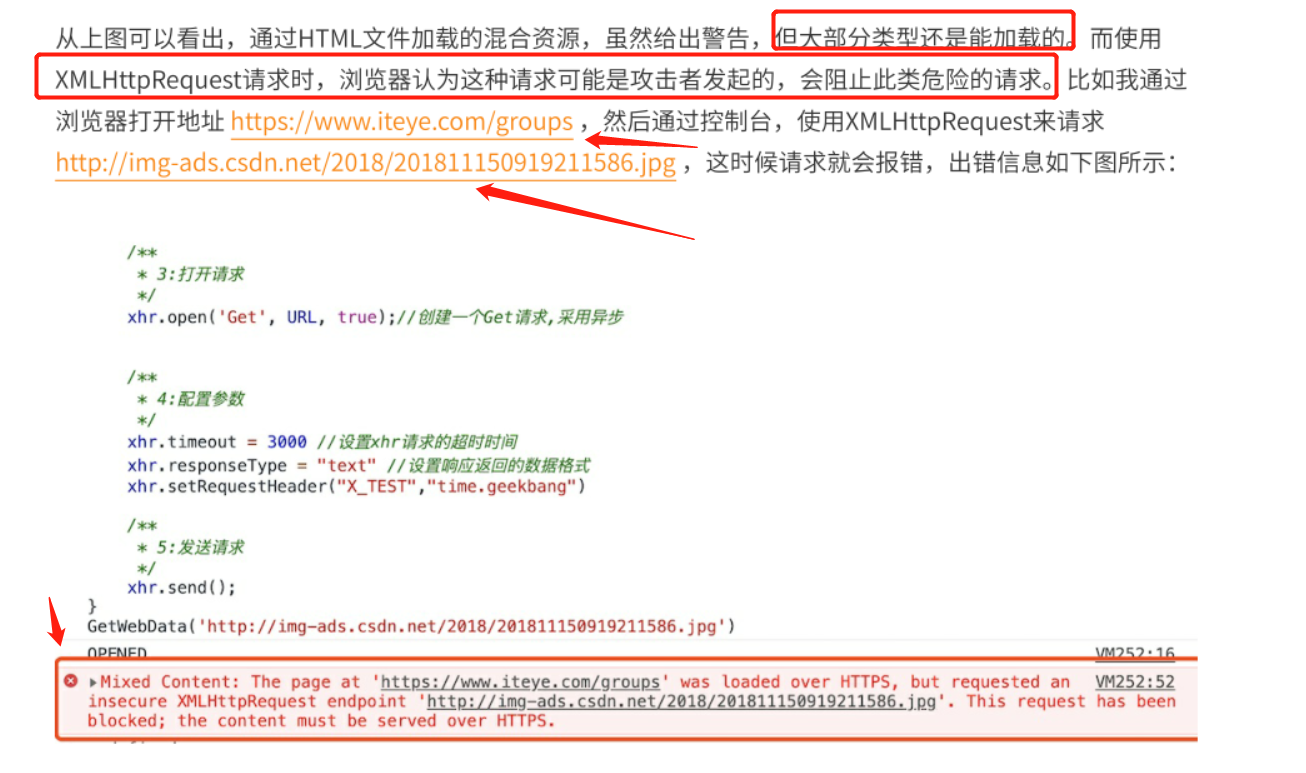 从上图可以看出，通过HTML文件加载的混合资源，虽然给出警告，但大部分类型还是能加载的。而使用
XMLHttpRequest请求时，浏览器认为这种请求可能是攻击者发起的，会阻止此类危险的请求。比如我通过
浏览器打开地址 https://www.iteye.com/groups ，然后通过控制台，使用XMLHttpRequest来请求
http://img-ads.csdn.net/2018/201811150919211586.jpg ，这时候请求就会报错，出错信息如下图所示：
/**
* 3:打开请求
*/
xhr.open('Get', URL, true);//创建一个Get请求,采用异步
/**
* 4:配置参数
*/
xhr.timeout = 3000 //设置xhr请求的超时时间
xhr.responseType = "text" //设置响应返回的数据格式
xhr.setRequestHeader("X_TEST","time.geekbang")
/**
* 5:发送请求
*/
xhr.send();
}
GetWebData('http://img-ads.csdn.net/2018/201811150919211586.jpg')
OPENED VM252:16
Mixed Content: The page at 'https://www.iteye.com/groups' was loaded over HTTPS, but requested an VM252:52
insecure XMLHttpRequest endpoint 'http://img-ads.csdn.net/2018/201811150919211586.jpg'. This request has been
blocked; the content must be served over HTTPS.